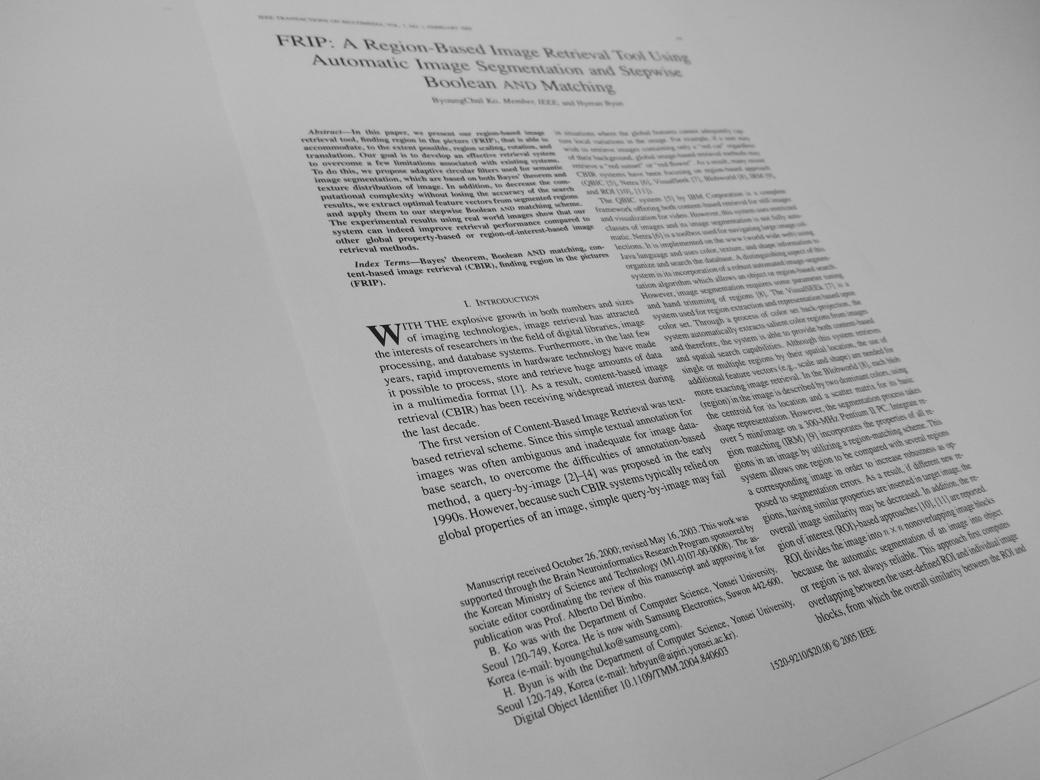 IEEE TRANSACTIONS ON MULTIMEDIA, VOL. 7, NO. 1, FEBRUARY 2005
FRIP: A Region-Based Image Retrieval Tool Using
Automatic Image Segmentation and Stepwise
Boolean AND Matching
ByoungChul Ko, Member, IEEE, and Hyeran Byun
Abstract—In this paper, we present our region-based image
retrieval tool, finding region in the picture (FRIP), that is able to
accommodate, to the extent possible, region scaling, rotation, and
translation. Our goal is to develop an effective retrieval system
to overcome a few limitations associated with existing systems.
To do this, we propose adaptive circular filters used for semantic
image segmentation, which are based on both Bayes' theorem and
texture distribution of image. In addition, to decrease the com-
putational complexity without losing the accuracy of the search
results, we extract optimal feature vectors from segmented regions
and apply them to our stepwise Boolean AND matching scheme.
The experimental results using real world images show that our
system can indeed improve retrieval performance compared to
other global property-based or region-of-interest-based image
retrieval methods.
Index Terms—Bayes' theorem, Boolean AND matching, con-
tent-based image retrieval (CBIR), finding region in the pictures
(FRIP).
I. INTRODUCTION
WITH THE explosive growth in both numbers and sizes
of imaging technologies, image retrieval has attracted
the interests of researchers in the field of digital libraries, image
processing, and database systems. Furthermore, in the last few
years, rapid improvements in hardware technology have made
it possible to process, store and retrieve huge amounts of data
in a multimedia format [1]. As a result, content-based image
retrieval (CBIR) has been receiving widespread interest during
the last decade.
The first version of Content-Based Image Retrieval was text-
based retrieval scheme. Since this simple textual annotation for
images was often ambiguous and inadequate for image data-
base search, to overcome the difficulties of annotation-based
method, a query-by-image [2]–[4] was proposed in the early
1990s. However, because such CBIR systems typically relied on
global properties of an image, simple query-by-image may fail
Manuscript received October 26, 2000; revised May 16, 2003. This work was
supported through the Brain Neuroinformatics Research Program sponsored by
the Korean Ministry of Science and Technology (M1-0107-00-0008). The as-
sociate editor coordinating the review of this manuscript and approving it for
publication was Prof. Alberto Del Bimbo.
B. Ko was with the Department of Computer Science, Yonsei University,
Seoul 120-749, Korea. He is now with Samsung Electronics, Suwon 442-600,
Korea (e-mail: byoungchul.ko@samsung.com).
H. Byun is with the Department of Computer Science, Yonsei University,
Seoul 120-749, Korea (e-mail: hrbyun@aipiri.yonsei.ac.kr).
Digital Object Identifier 10.1109/TMM.2004.840603
in situations where the global features cannot adequately cap-
ture local variations in the image. For example, if a user may
wish to retrieve images containing only a "red car" regardless
of their background, global image-based retrieval methods may
retrieve a "red sunset" or "red flower". As a result, many recent
CBIR systems have been focusing on region-based approach
(QBIC [5], Netra [6], VisualSeek [7], Blobworld [8], IRM [9],
and ROI [10], [11]).
The QBIC system [5] by IBM Corporation is a complete
framework offering both content-based retrieval for still images
and visualization for video. However, this system uses restricted
classes of images and its image segmentation is not fully auto-
matic. Netra [6] is a toolbox used for navigating large image col-
lections. It is implemented on the www (world wide web) using
Java language and uses color, texture, and shape information to
organize and search the database. A distinguishing aspect of this
system is its incorporation of a robust automated image-segmen-
tation algorithm which allows an object or region-based search.
However, image segmentation requires some parameter tuning
and hand trimming of regions [8]. The VisualSEEk [7] is a
system used for region extraction and representation based upon
color set. Through a process of color set back-projection, the
system automatically extracts salient color regions from images
and therefore, the system is able to provide both content-based
and spatial search capabilities. Although this system retrieves
single or multiple regions by their spatial location, the use of
additional feature vectors (e.g., scale and shape) are needed for
more exacting image retrieval. In the Blobworld [8], each blob
(region) in the image is described by two dominant colors, using
the centroid for its location and a scatter matrix for its basic
shape representation. However, the segmentation process takes
over 5 min/image on a 300-MHz Pentium II PC. Integrate re-
gion matching (IRM) [9] incorporates the properties of all re-
gions in an image by utilizing a region-matching scheme. This
system allows one region to be compared with several regions
a corresponding image in order to increase robustness as op-
posed to segmentation errors. As a result, if different new re-
gions, having similar properties are inserted in target image, the
overall image similarity may be decreased. In addition, the re-
gion of interest (ROI)-based approaches [10], [11] are reported
ROI divides the image into n × n nonoverlapping image blocks
because the automatic segmentation of an image into object
or region is not always reliable. This approach first computes
overlapping between the user-defined ROI and individual image
blocks, from which the overall similarity between the ROI and
1520-9210/$20.00 © 2005 IEEE